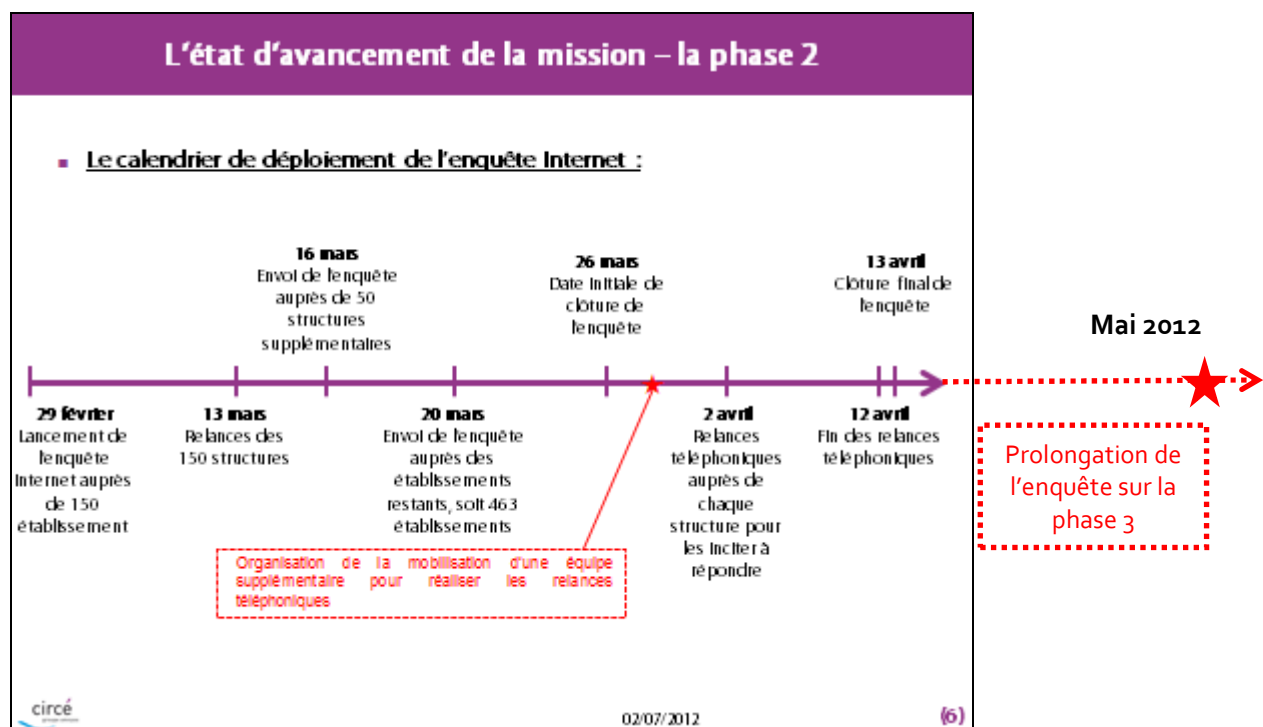 L'état d'avancement de la mission – la phase 2
Le calendrier de déploiement de l'enquête Internet :
16 mars
Envoi de l'enquête
auprès de 50
structures
supplémentaires
26 mars
Date initiale de
clôture de
l'enquête
13 avril
Clôture final de
l'enquête
Mai 2012
29 février
Lancement de
l'enquête
Internet auprès
de 150
établissement
13 mars
Relances des
150 structures
20 mars
Envoi de l'enquête
auprès des
établissements
restants, soit 463
établissements
2 avril
Relances
téléphoniques
auprès de
chaque
structure pour
les inciter à
répondre
12 avril
Fin des relances
téléphoniques
Prolongation de
l'enquête sur la
phase 3
Organisation de la mobilisation d'une équipe
supplémentaire pour réaliser les relances
téléphoniques
circé
02/07/2012
(6)